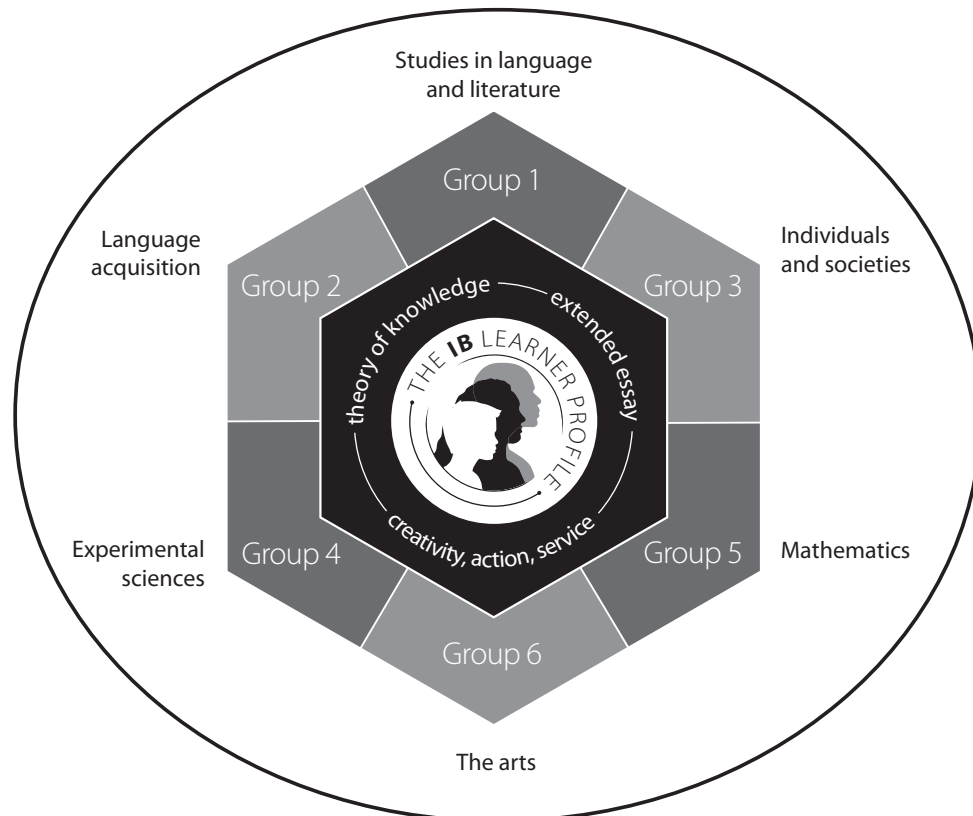 Studies in language
and literature
Group 1
Language
acquisition
Individuals
and societies
Group 2
Group 3
theory of knowledge
extended essay
THE IB LEARNER PROFILE
creativity, action, service
Experimental
sciences
Group 4
Group 5
Mathematics
Group 6
The arts